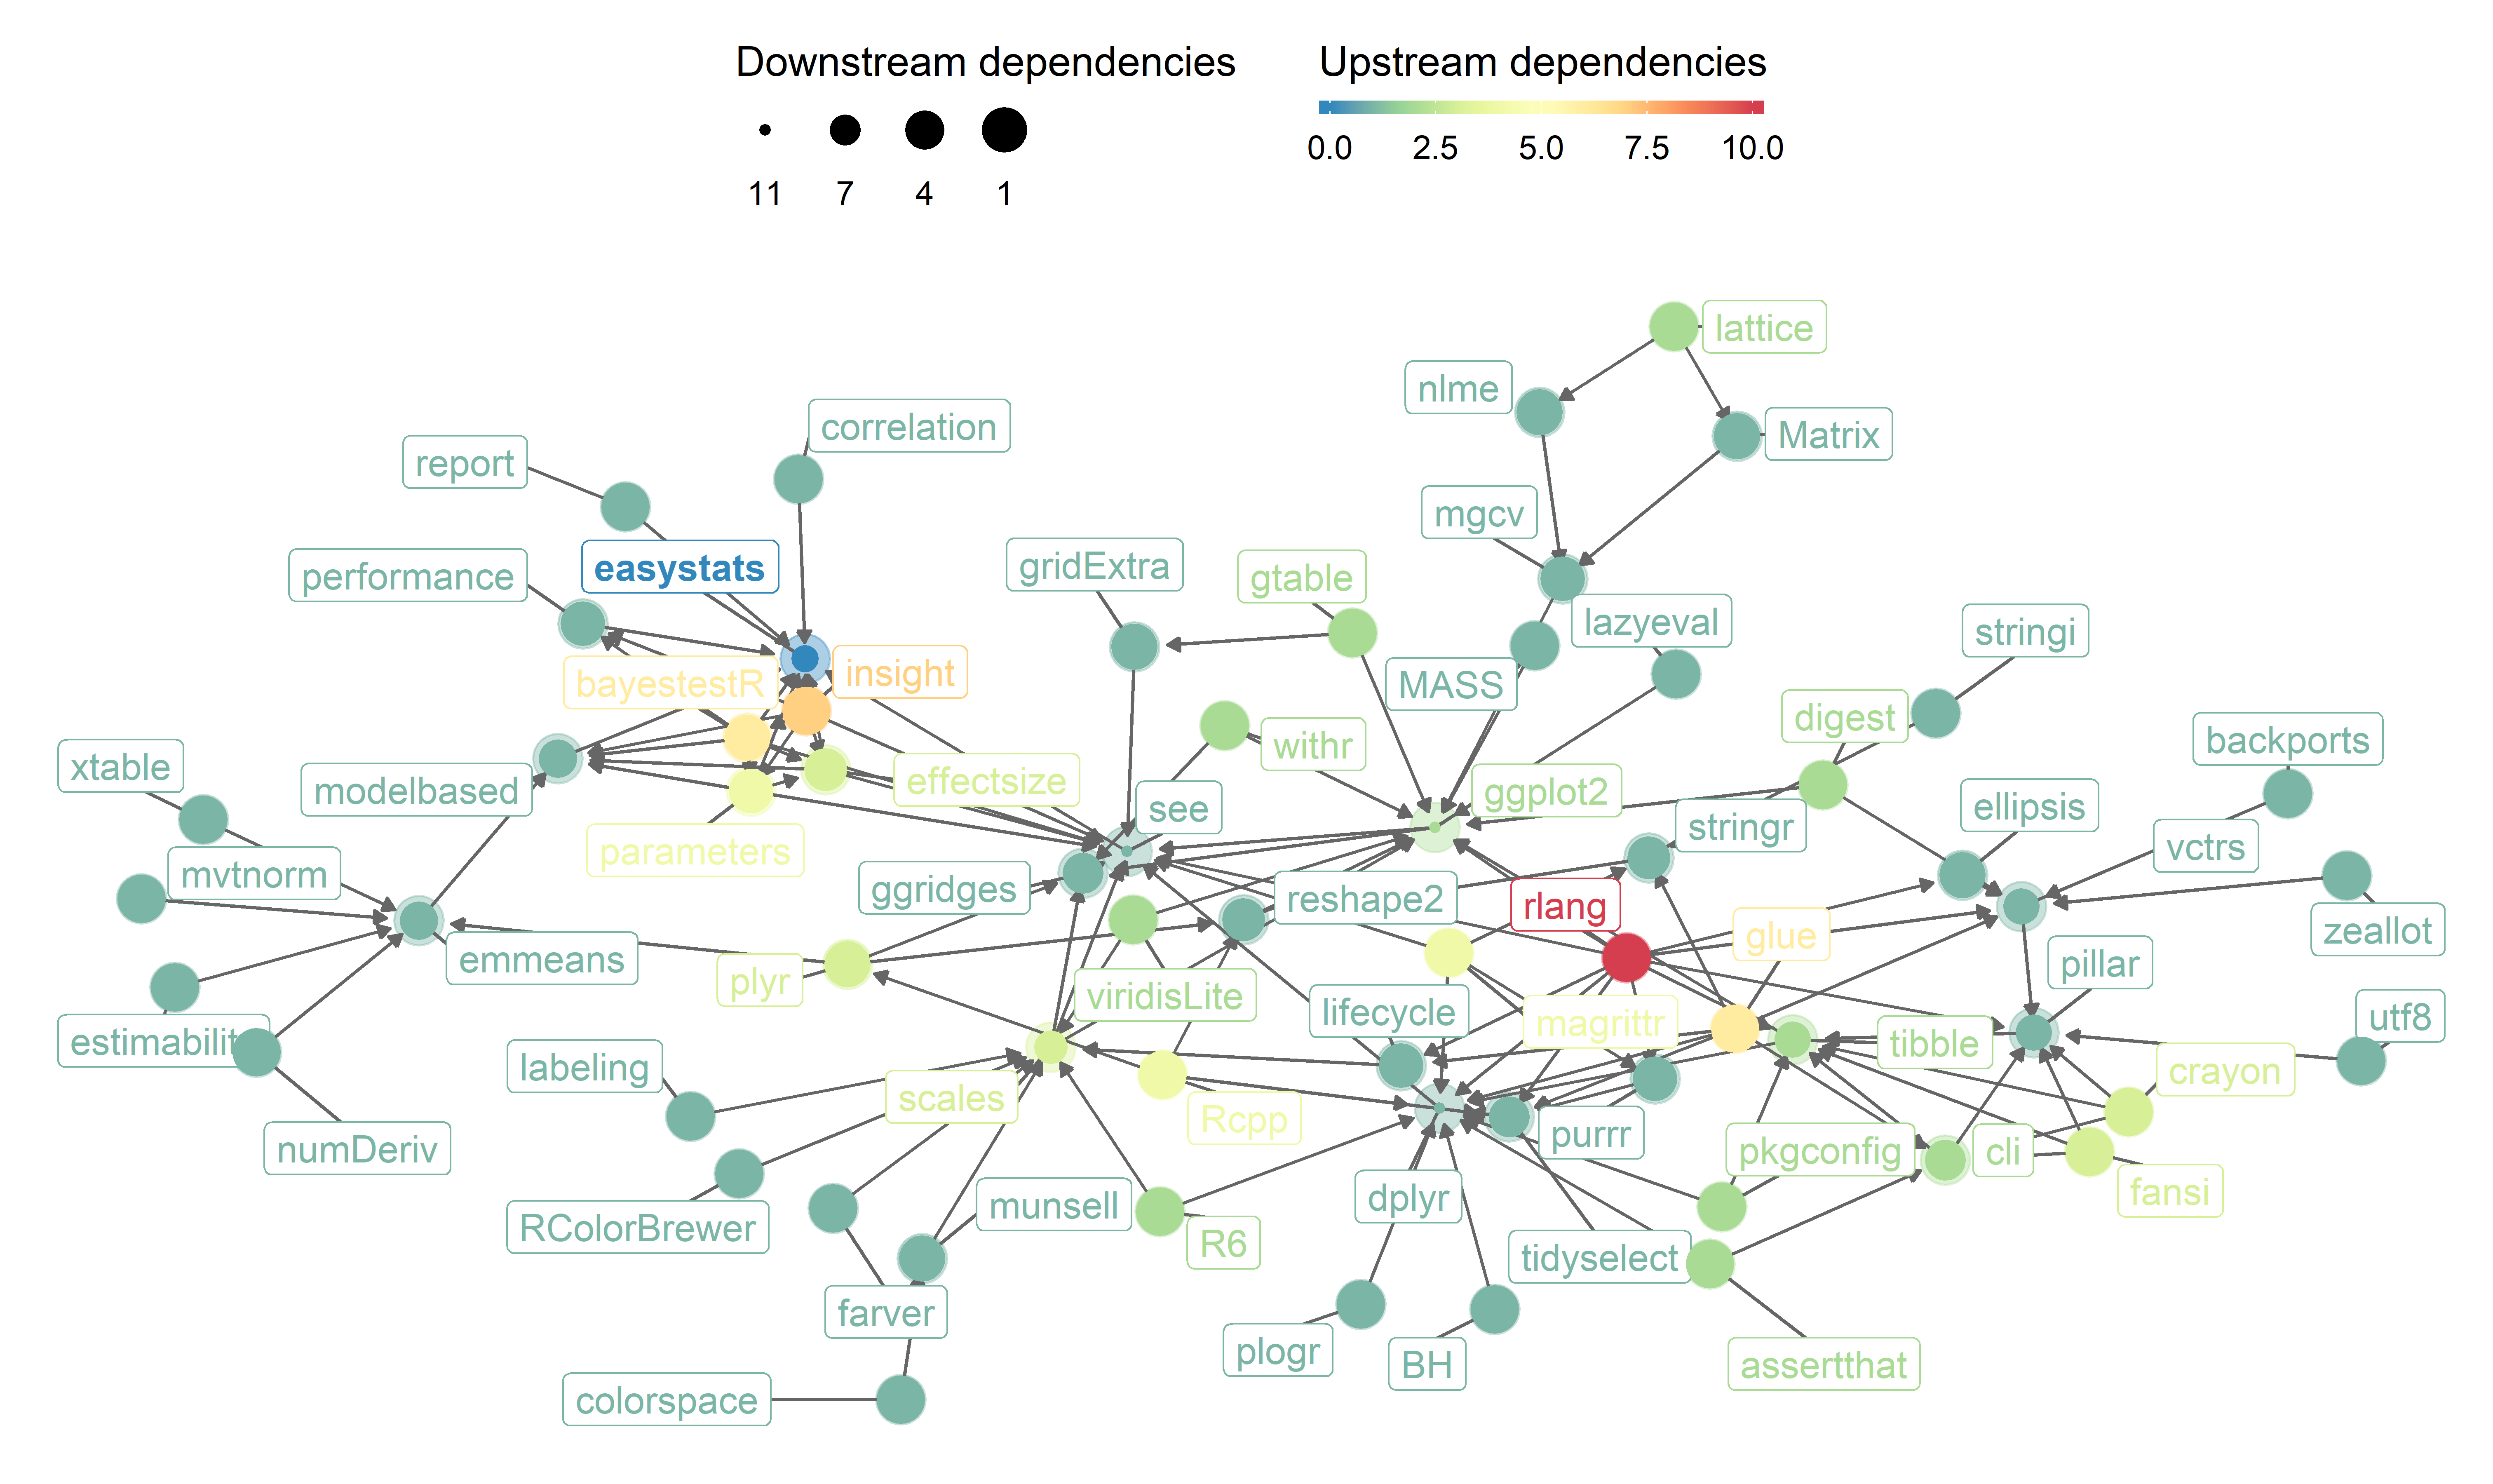 Downstream dependencies
Upstream dependencies
11 7 4 1
0.0 2.5 5.0 7.5 10.0
lattice
nlme
correlation
Matrix
report
mgcv
gridExtra
easystats
performance
gtable
lazyeval
stringi
insight
bayestestR
MASS
digest
withr
backports
xtable
effectsize
modelbased
ggplot2
ellipsis
see
stringr
parameters
vctrs
mvtnorm
ggridges
reshape2
rlang
zeallot
glue
emmeans
pillar
plyr
viridisLite
lifecycle
utf8
magrittr
estimabilit
tibble
labeling
crayon
scales
Rcpp
purrr
numDeriv
pkgconfig
cli
fansi
munsell
dplyr
RColorBrewer
R6
tidyselect
farver
plogr
BH
assertthat
colorspace